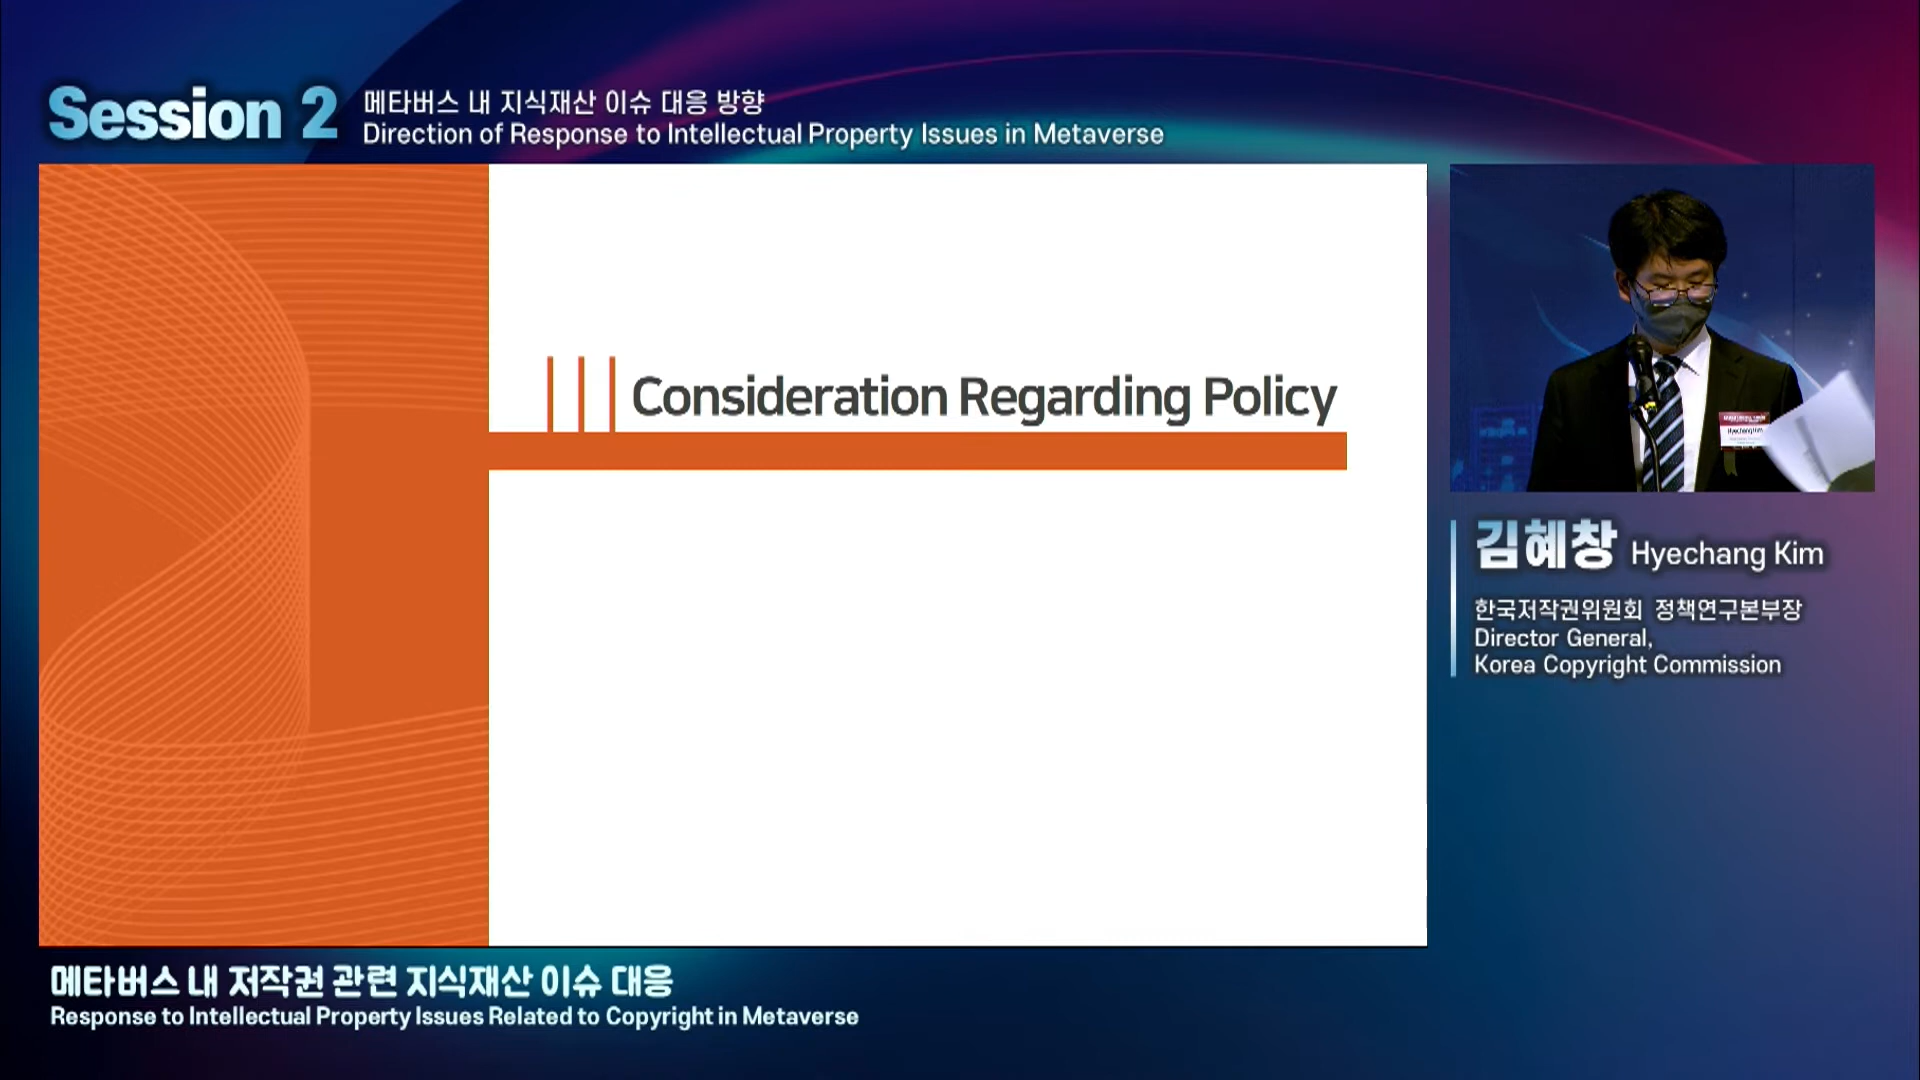 Session 2
메타버스 내 지식재산 이슈 대응 방향
Direction of Response to Intellectual Property Issues in Metaverse
Consideration Regarding Policy
Hyechang Kim
김혜창 Hyechang Kim
한국저작권위원회 정책연구본부장
Director General,
Korea Copyright Commission
메타버스 내 저작권 관련 지식재산 이슈 대응
Response to Intellectual Property Issues Related to Copyright in Metaverse